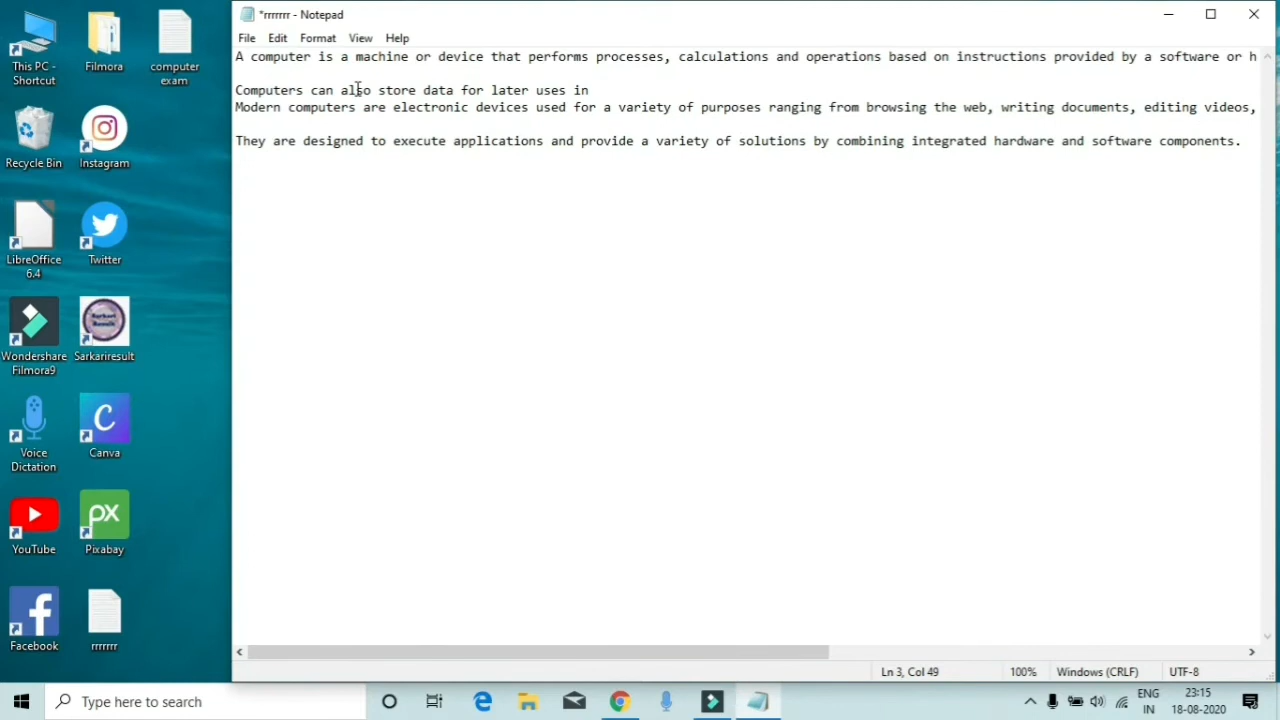 *rrrrrrr - Notepad
File Edit Format View Help
A computer is a machine or device that performs processes, calculations and operations based on instructions provided by a software or h
Computers can also store data for later uses in
Modern computers are electronic devices used for a variety of purposes ranging from browsing the web, writing documents, editing videos,
They are designed to execute applications and provide a variety of solutions by combining integrated hardware and software components.
Ln 3, Col 49 100% Windows (CRLF) UTF-8
This PC - Shortcut
Filmora
computer exam
Recycle Bin
Instagram
LibreOffice 6.4
Twitter
Wondershare Filmora9
Sarkari Result
Sarkariresult
Voice Dictation
Canva
YouTube
px
Pixabay
Facebook
rrrrrrr
Type here to search
ENG
IN
23:15
18-08-2020